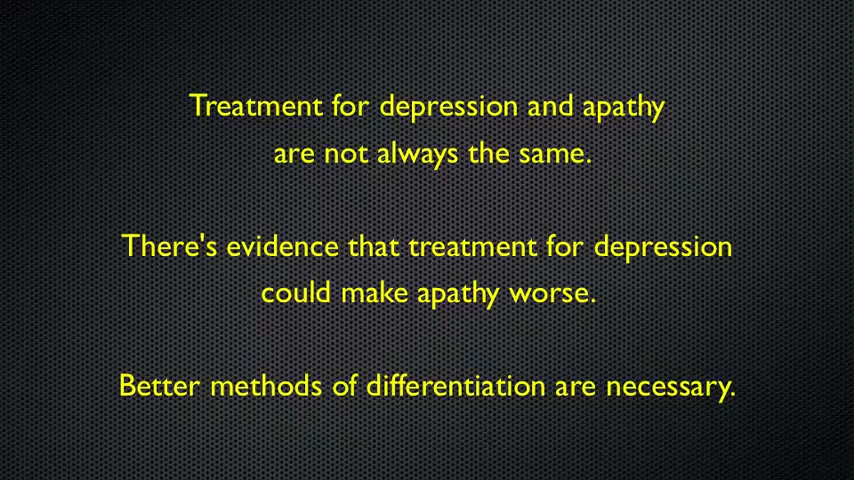 Treatment for depression and apathy
are not always the same.
There's evidence that treatment for depression
could make apathy worse.
Better methods of differentiation are necessary.